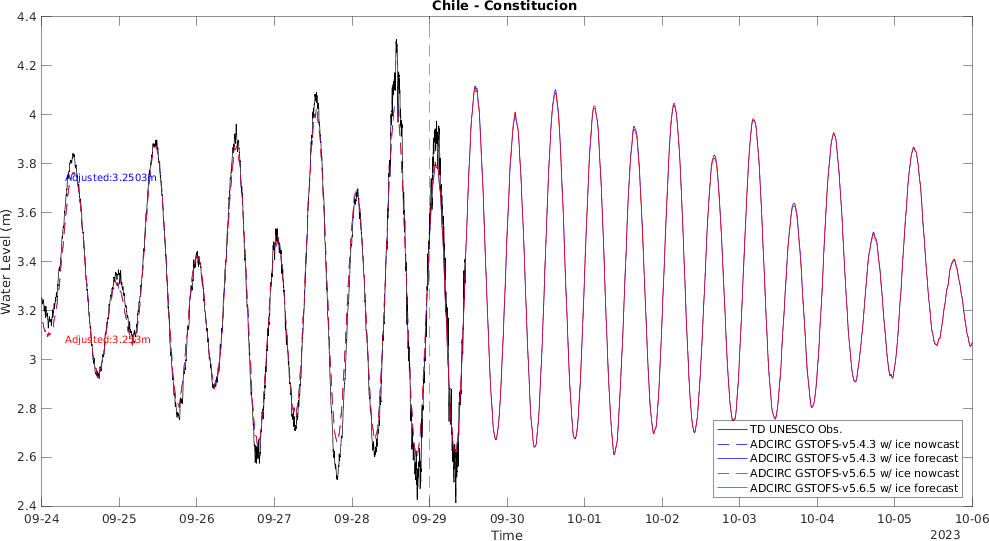 Chile - Constitucion
4.4
4.2
4
3.8
3.6
3.4
3.2
3
2.8
2.6
2.4
Water Level (m)
Adjusted:3.2503m
Adjusted:3.253m
TD UNESCO Obs.
ADCIRC GSTOFS-v5.4.3 w/ ice nowcast
ADCIRC GSTOFS-v5.4.3 w/ ice forecast
ADCIRC GSTOFS-v5.6.5 w/ ice nowcast
ADCIRC GSTOFS-v5.6.5 w/ ice forecast
09-24 09-25 09-26 09-27 09-28 09-29 09-30 10-01 10-02 10-03 10-04 10-05 10-06
Time
2023